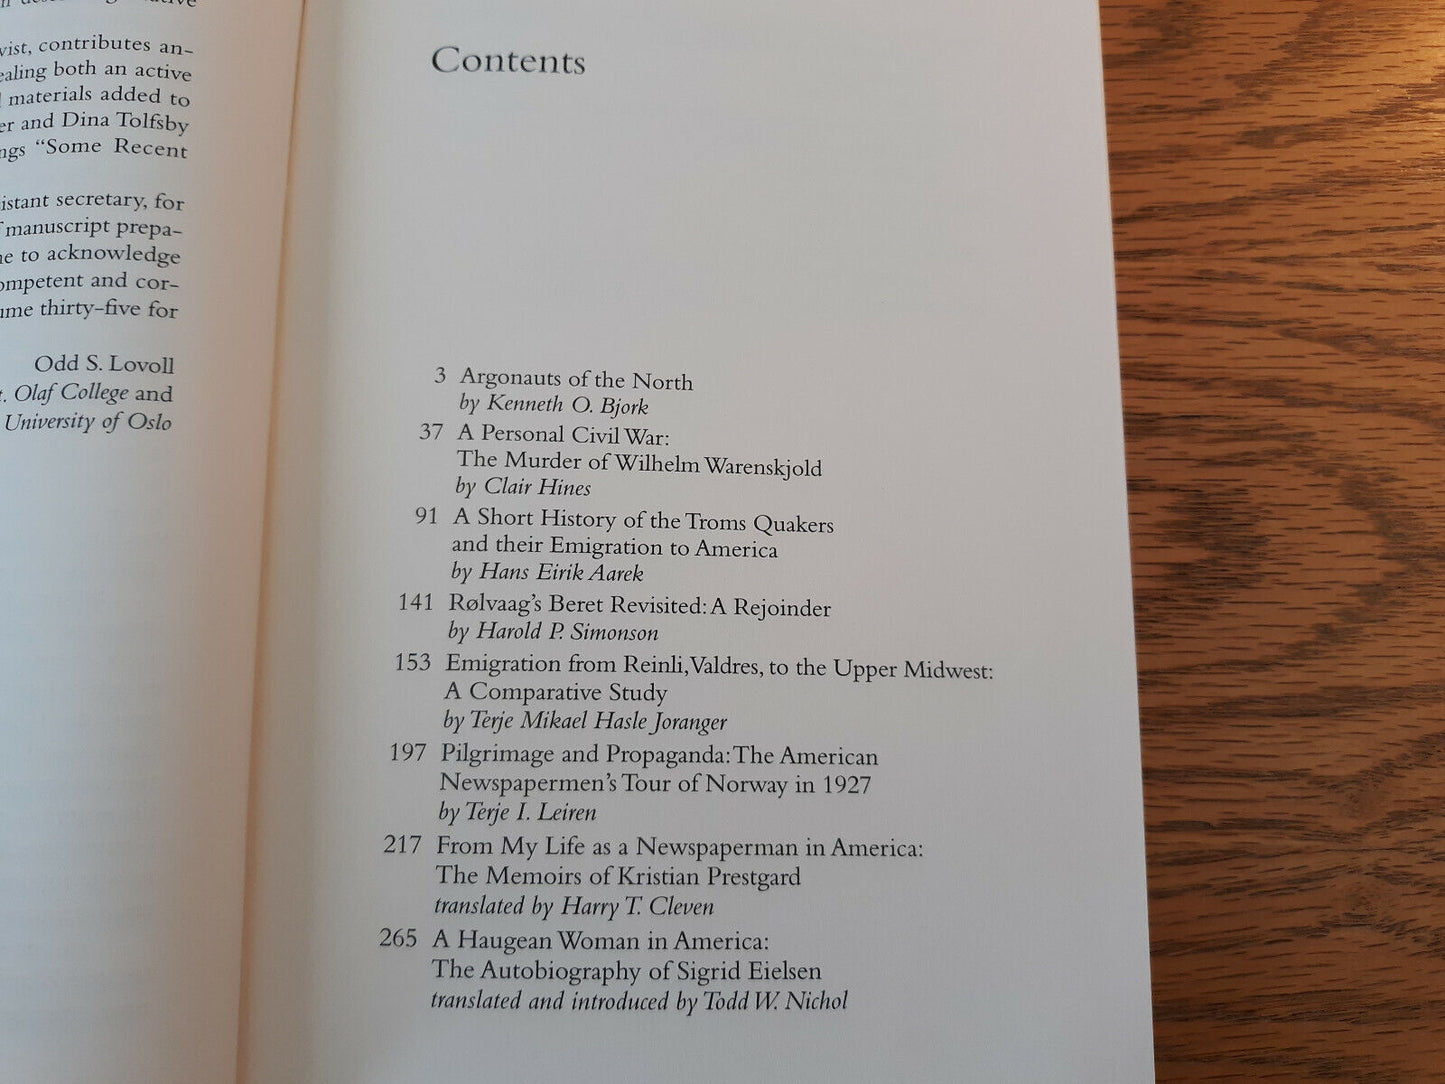 vist, contributes an-
ealing both an active
materials added to
er and Dina Tolfsby
ngs “Some Recent
istant secretary, for
manuscript prepa-
ne to acknowledge
ompetent and cor-
ume thirty-five for
Odd S. Lovoll
t. Olaf College and
University of Oslo
Contents
3 Argonauts of the North
by Kenneth O. Bjork
37 A Personal Civil War:
The Murder of Wilhelm Warenskjold
by Clair Hines
91 A Short History of the Troms Quakers
and their Emigration to America
by Hans Eirik Aarek
141 Rølvaag’s Beret Revisited: A Rejoinder
by Harold P. Simonson
153 Emigration from Reinli, Valdres, to the Upper Midwest:
A Comparative Study
by Terje Mikael Hasle Joranger
197 Pilgrimage and Propaganda: The American
Newspapermen’s Tour of Norway in 1927
by Terje I. Leiren
217 From My Life as a Newspaperman in America:
The Memoirs of Kristian Prestgard
translated by Harry T. Cleven
265 A Haugean Woman in America:
The Autobiography of Sigrid Eielsen
translated and introduced by Todd W. Nichol